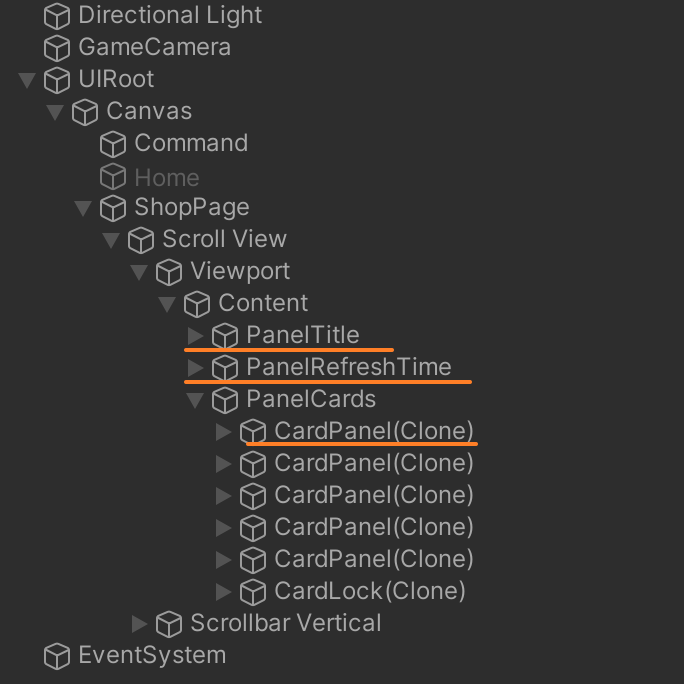 Directional Light
GameCamera
UIRoot
Canvas
Command
Home
ShopPage
Scroll View
Viewport
Content
PanelTitle
PanelRefreshTime
PanelCards
CardPanel(Clone)
CardPanel(Clone)
CardPanel(Clone)
CardPanel(Clone)
CardPanel(Clone)
CardLock(Clone)
Scrollbar Vertical
EventSystem